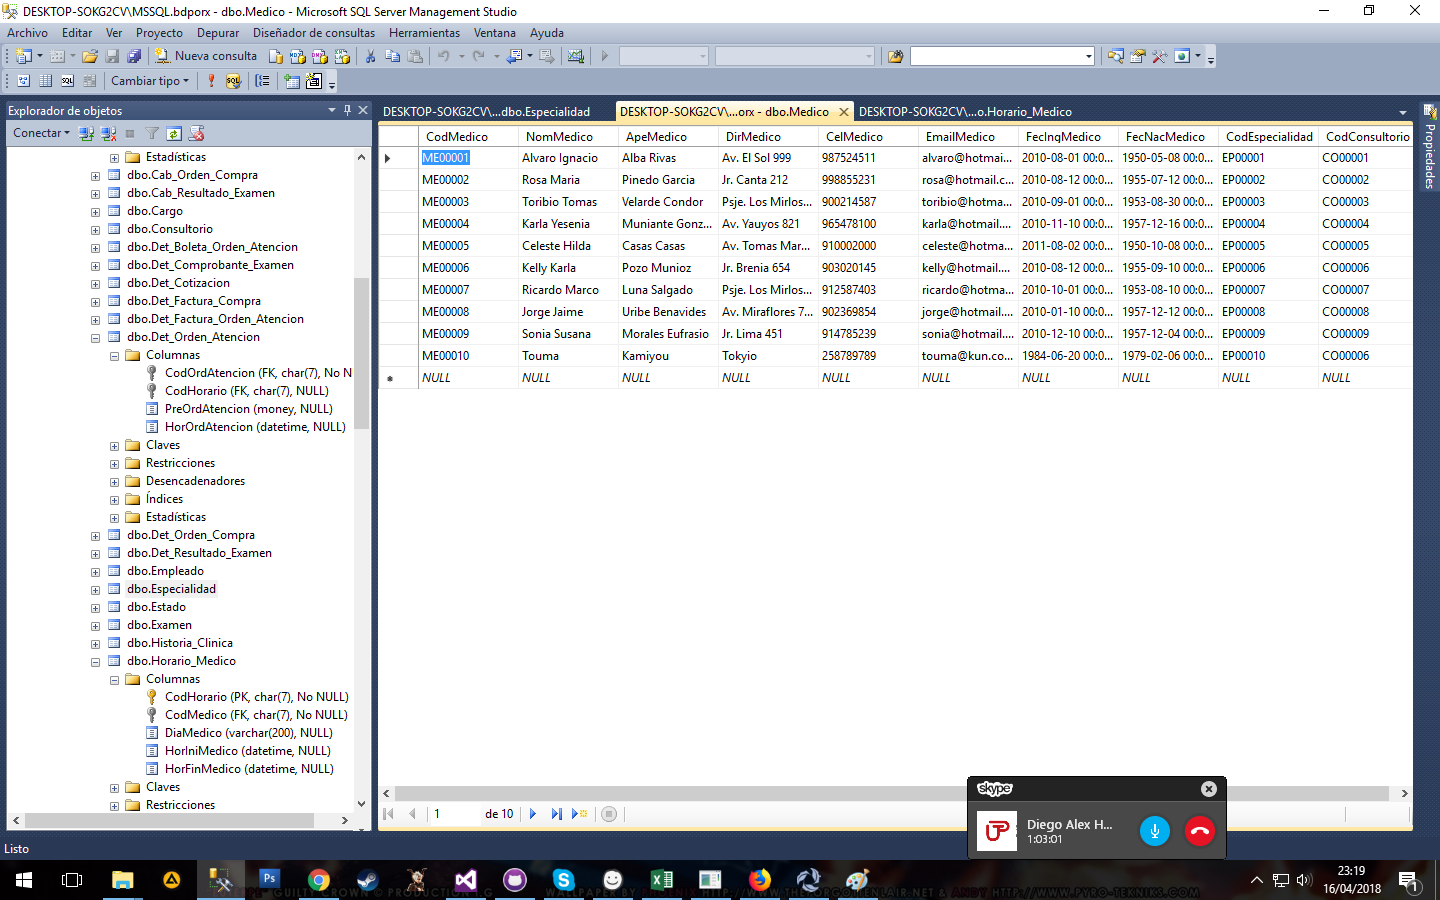 DESKTOP-SOKG2CV\MSSQL.bdporx - dbo.Medico - Microsoft SQL Server Management Studio
Archivo Editar Ver Proyecto Depurar Diseñador de consultas Herramientas Ventana Ayuda
Nueva consulta
Cambiar tipo
Explorador de objetos
Conectar
Estadísticas
dbo.Cab_Orden_Compra
dbo.Cab_Resultado_Examen
dbo.Cargo
dbo.Consultorio
dbo.Det_Boleta_Orden_Atencion
dbo.Det_Comprobante_Examen
dbo.Det_Cotizacion
dbo.Det_Factura_Compra
dbo.Det_Factura_Orden_Atencion
dbo.Det_Orden_Atencion
Columnas
CodOrdAtencion (FK, char(7), No N
CodHorario (FK, char(7), NULL)
PreOrdAtencion (money, NULL)
HorOrdAtencion (datetime, NULL)
Claves
Restricciones
Desencadenadores
Índices
Estadísticas
dbo.Det_Orden_Compra
dbo.Det_Resultado_Examen
dbo.Empleado
dbo.Especialidad
dbo.Estado
dbo.Examen
dbo.Historia_Clinica
dbo.Horario_Medico
Columnas
CodHorario (PK, char(7), No NULL)
CodMedico (FK, char(7), No NULL)
DiaMedico (varchar(200), NULL)
HorIniMedico (datetime, NULL)
HorFinMedico (datetime, NULL)
Claves
Restricciones
DESKTOP-SOKG2CV\...dbo.Especialidad DESKTOP-SOKG2CV\...orx - dbo.Medico DESKTOP-SOKG2CV\...o.Horario_Medico
CodMedico NomMedico ApeMedico DirMedico CelMedico EmailMedico FecInqMedico FecNacMedico CodEspecialidad CodConsultorio
ME00001 Alvaro Ignacio Alba Rivas Av. El Sol 999 987524511 alvaro@hotmai... 2010-08-01 00:0... 1950-05-08 00:0... EP00001 CO00001
ME00002 Rosa Maria Pinedo Garcia Jr. Canta 212 998855231 rosa@hotmail.c... 2010-08-12 00:0... 1955-07-12 00:0... EP00002 CO00002
ME00003 Toribio Tomas Velarde Condor Psje. Los Mirlos... 900214587 toribio@hotma... 2010-09-01 00:0... 1953-08-30 00:0... EP00003 CO00003
ME00004 Karla Yesenia Muniante Gonz... Av. Yauyos 821 965478100 karla@hotmail.... 2010-11-10 00:0... 1957-12-16 00:0... EP00004 CO00004
ME00005 Celeste Hilda Casas Casas Av. Tomas Mar... 910002000 celeste@hotma... 2011-08-02 00:0... 1950-10-08 00:0... EP00005 CO00005
ME00006 Kelly Karla Pozo Munioz Jr. Brenia 654 903020145 kelly@hotmail.... 2010-08-12 00:0... 1955-09-10 00:0... EP00006 CO00006
ME00007 Ricardo Marco Luna Salgado Psje. Los Mirlos... 912587403 ricardo@hotma... 2010-10-01 00:0... 1953-08-10 00:0... EP00007 CO00007
ME00008 Jorge Jaime Uribe Benavides Av. Miraflores 7... 902369854 jorge@hotmail.... 2010-01-10 00:0... 1957-12-12 00:0... EP00008 CO00008
ME00009 Sonia Susana Morales Eufrasio Jr. Lima 451 914785239 sonia@hotmail.... 2010-12-10 00:0... 1957-12-04 00:0... EP00009 CO00009
ME00010 Touma Kamiyou Tokyio 258789789 touma@kun.co... 1984-06-20 00:0... 1979-02-06 00:0... EP00010 CO00006
NULL NULL NULL NULL NULL NULL NULL NULL NULL NULL
Propiedades
1 de 10
skype
Diego Alex H...
1:03:01
Listo
23:19
16/04/2018
1